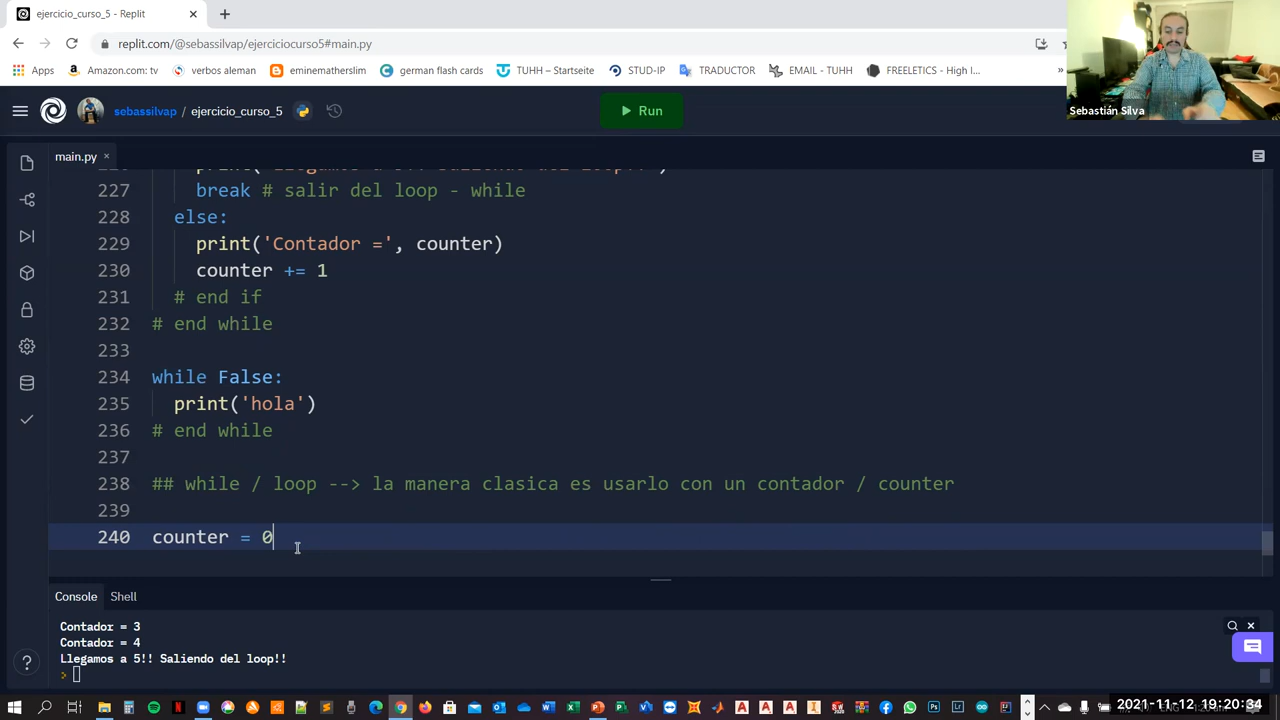 ejercicio_curso_5 - Replit
replit.com/@sebassilvap/ejerciciocurso5#main.py
Apps
Amazon.com: tv
verbos aleman
eminematherslim
german flash cards
TUHH – Startseite
STUD-IP
TRADUCTOR
EMAIL - TUHH
FREELETICS - High I...
»
Sebastián Silva
sebassilvap / ejercicio_curso_5
Run
main.py
227 break # salir del loop - while
228 else:
229 print('Contador =', counter)
230 counter += 1
231 # end if
232 # end while
233
234 while False:
235 print('hola')
236 # end while
237
238 ## while / loop --> la manera clasica es usarlo con un contador / counter
239
240 counter = 0
Console
Shell
Contador = 3
Contador = 4
Llegamos a 5!! Saliendo del loop!!
2021-11-12 19:20:34